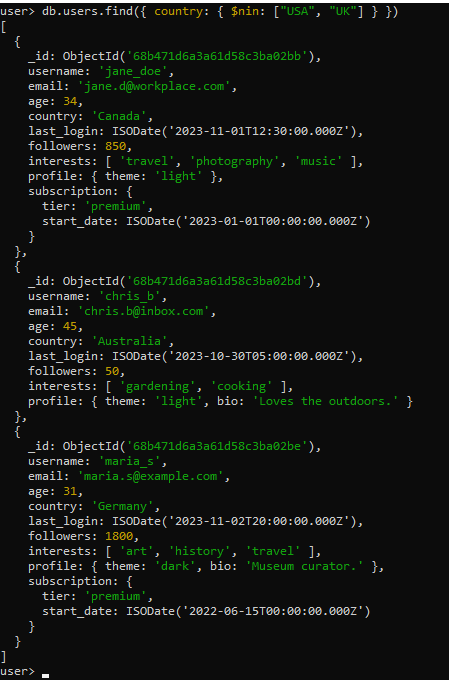 user> db.users.find({ country: { $nin: ["USA", "UK"] } })
[
  {
    _id: ObjectId('68b471d6a3a61d58c3ba02bb'),
    username: 'jane_doe',
    email: 'jane.d@workplace.com',
    age: 34,
    country: 'Canada',
    last_login: ISODate('2023-11-01T12:30:00.000Z'),
    followers: 850,
    interests: [ 'travel', 'photography', 'music' ],
    profile: { theme: 'light' },
    subscription: {
      tier: 'premium',
      start_date: ISODate('2023-01-01T00:00:00.000Z')
    }
  },
  {
    _id: ObjectId('68b471d6a3a61d58c3ba02bd'),
    username: 'chris_b',
    email: 'chris.b@inbox.com',
    age: 45,
    country: 'Australia',
    last_login: ISODate('2023-10-30T05:00:00.000Z'),
    followers: 50,
    interests: [ 'gardening', 'cooking' ],
    profile: { theme: 'light', bio: 'Loves the outdoors.' }
  },
  {
    _id: ObjectId('68b471d6a3a61d58c3ba02be'),
    username: 'maria_s',
    email: 'maria.s@example.com',
    age: 31,
    country: 'Germany',
    last_login: ISODate('2023-11-02T20:00:00.000Z'),
    followers: 1800,
    interests: [ 'art', 'history', 'travel' ],
    profile: { theme: 'dark', bio: 'Museum curator.' },
    subscription: {
      tier: 'premium',
      start_date: ISODate('2022-06-15T00:00:00.000Z')
    }
  }
]
user>